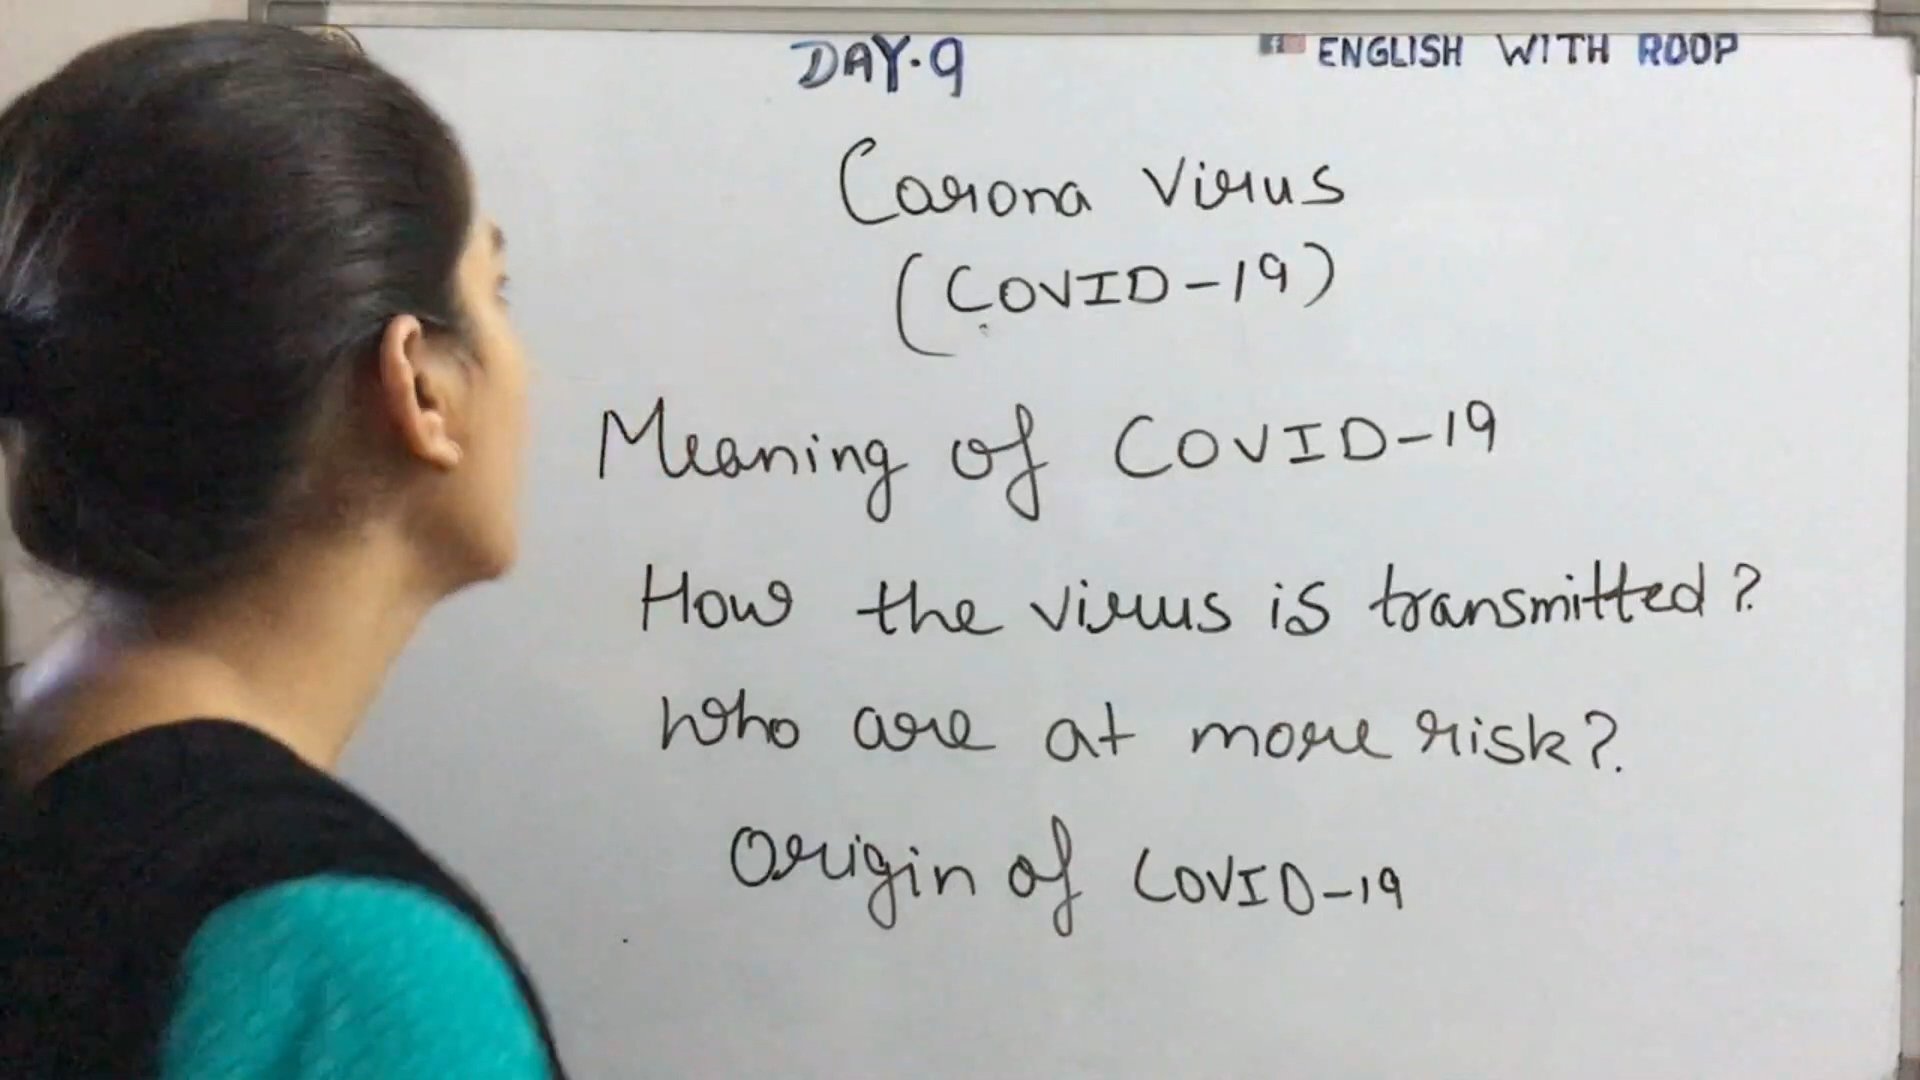 DAY.9
ENGLISH WITH ROOP
Carona Virus
(COVID-19)
Meaning of COVID-19
How the virus is transmitted?
Who are at more risk?
Origin of COVID-19